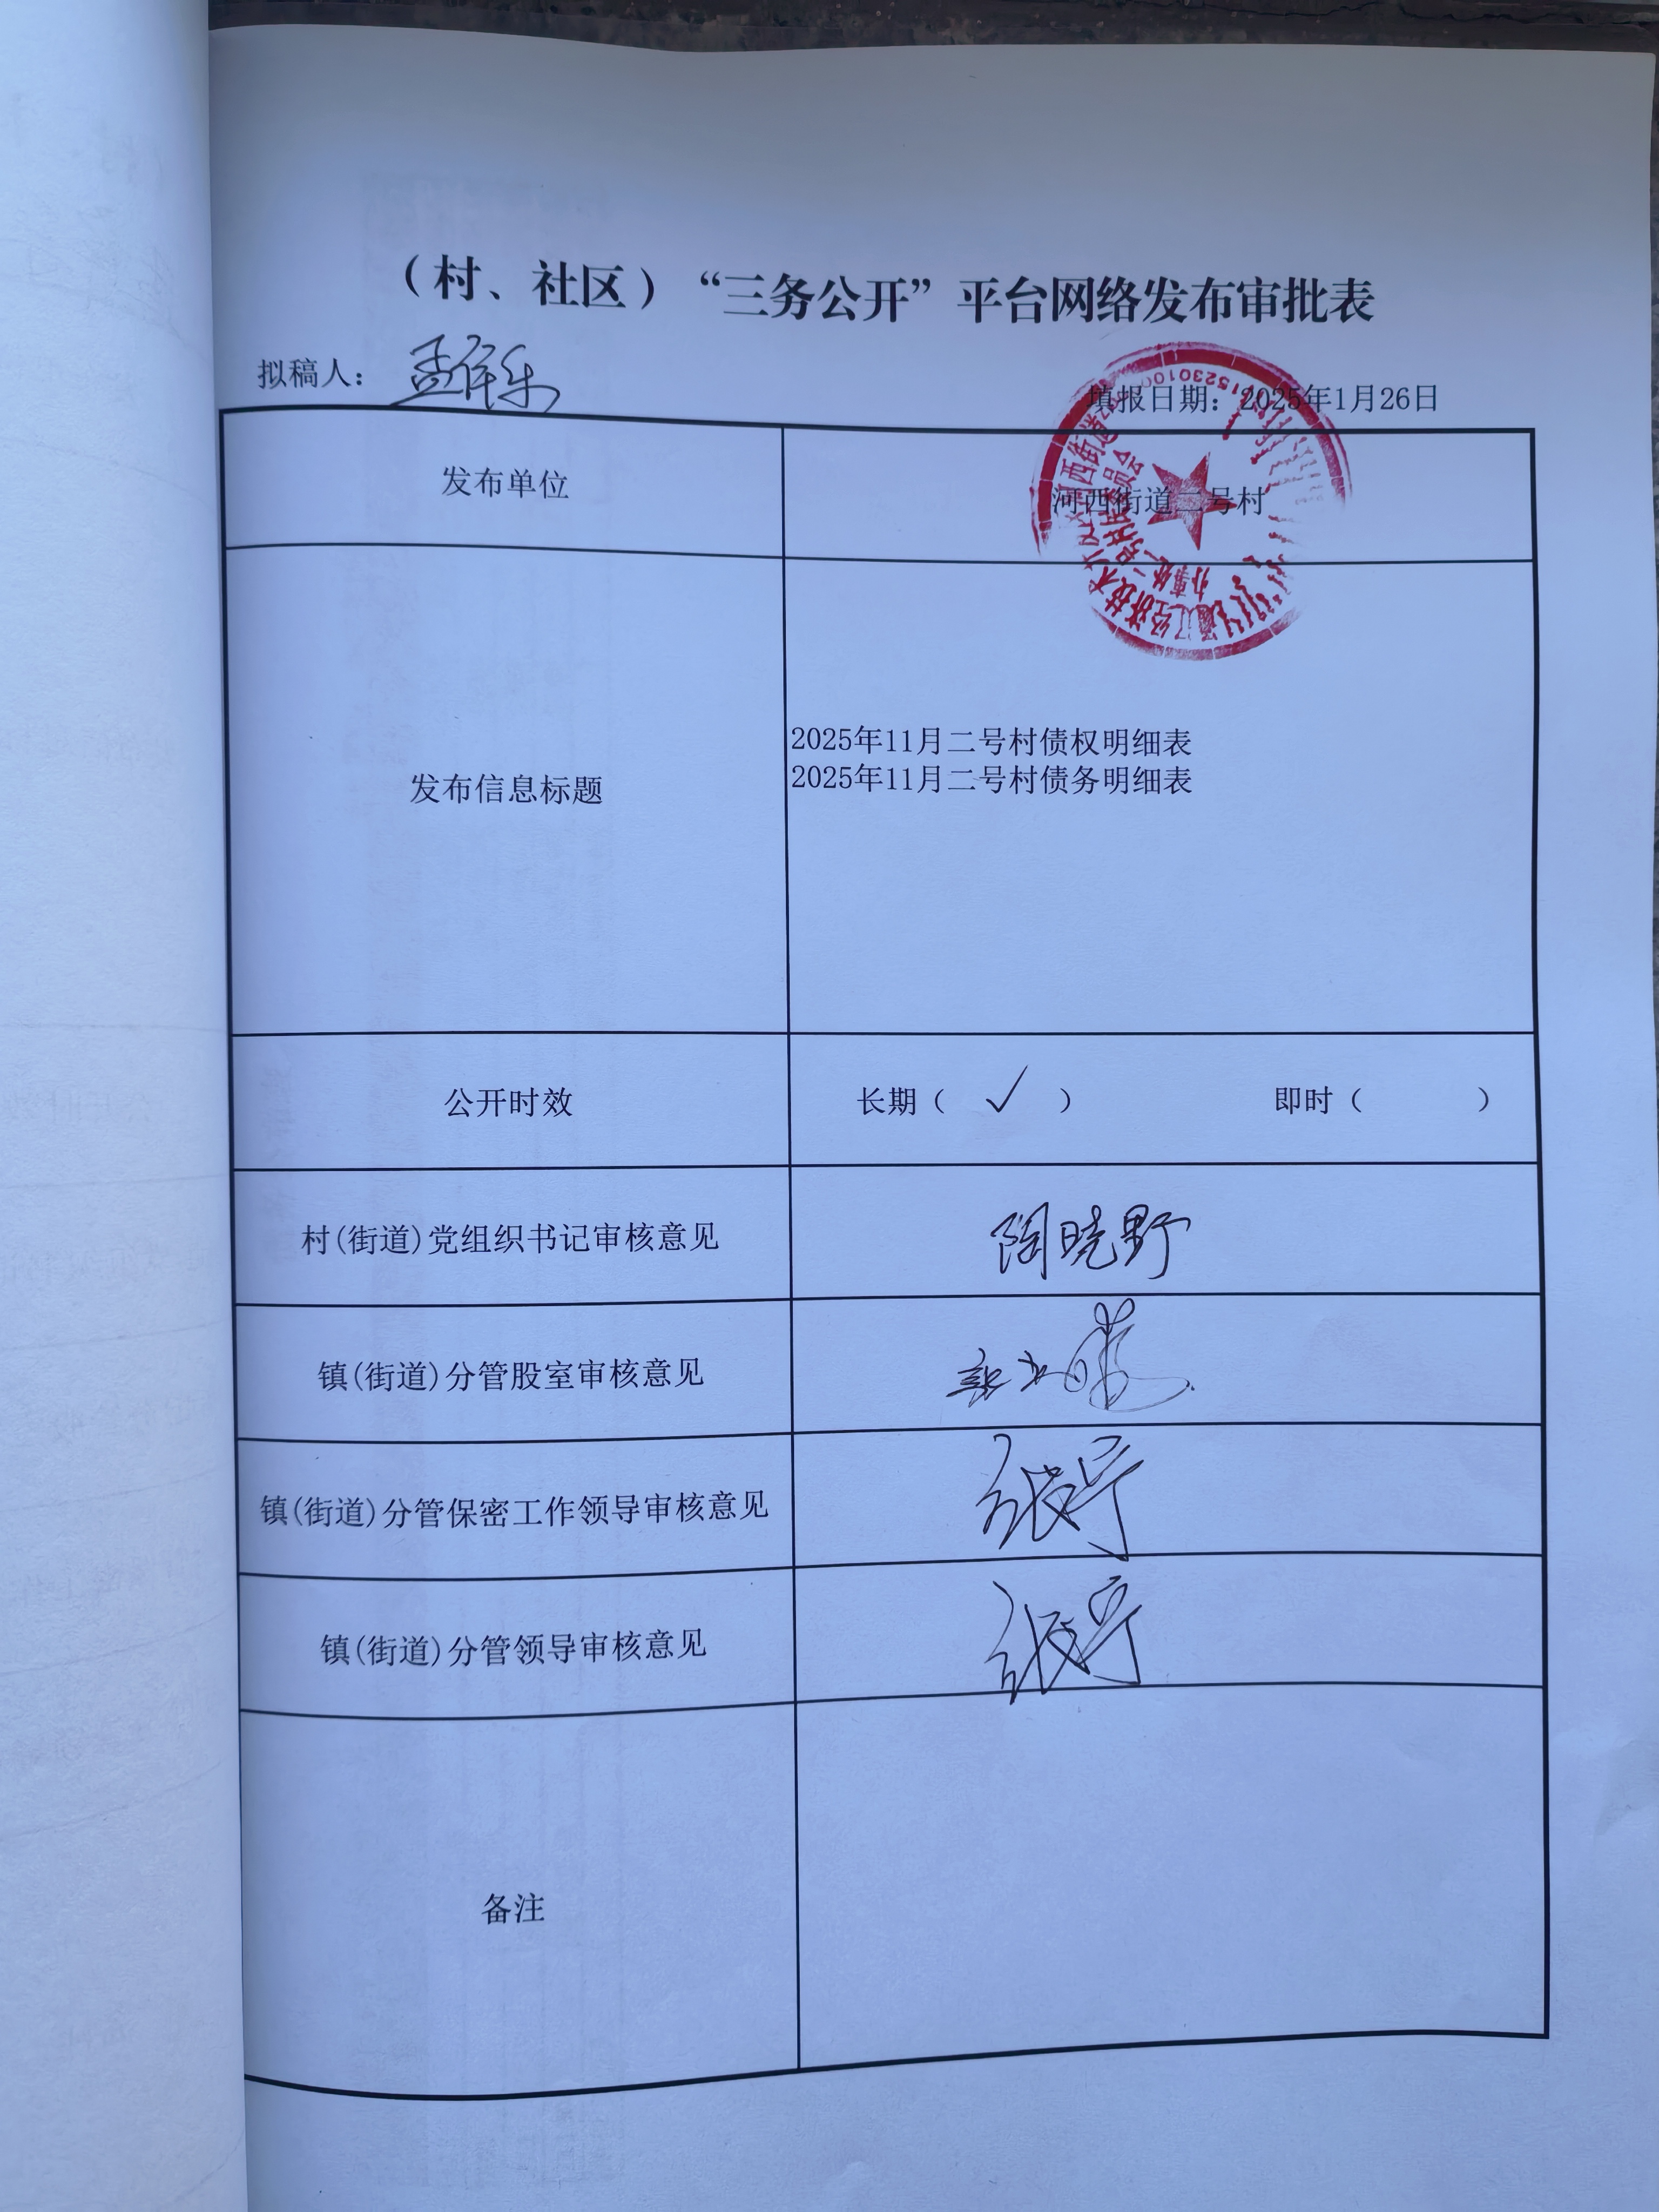 （村、社区）“三务公开”平台网络发布审批表
拟稿人：
填报日期：2025年1月26日
发布单位
河西街道二号村
发布信息标题
2025年11月二号村债权明细表
2025年11月二号村债务明细表
公开时效
长期（ ✓ ） 即时（ ）
村(街道)党组织书记审核意见
陶晓野
镇(街道)分管股室审核意见
镇(街道)分管保密工作领导审核意见
镇(街道)分管领导审核意见
备注